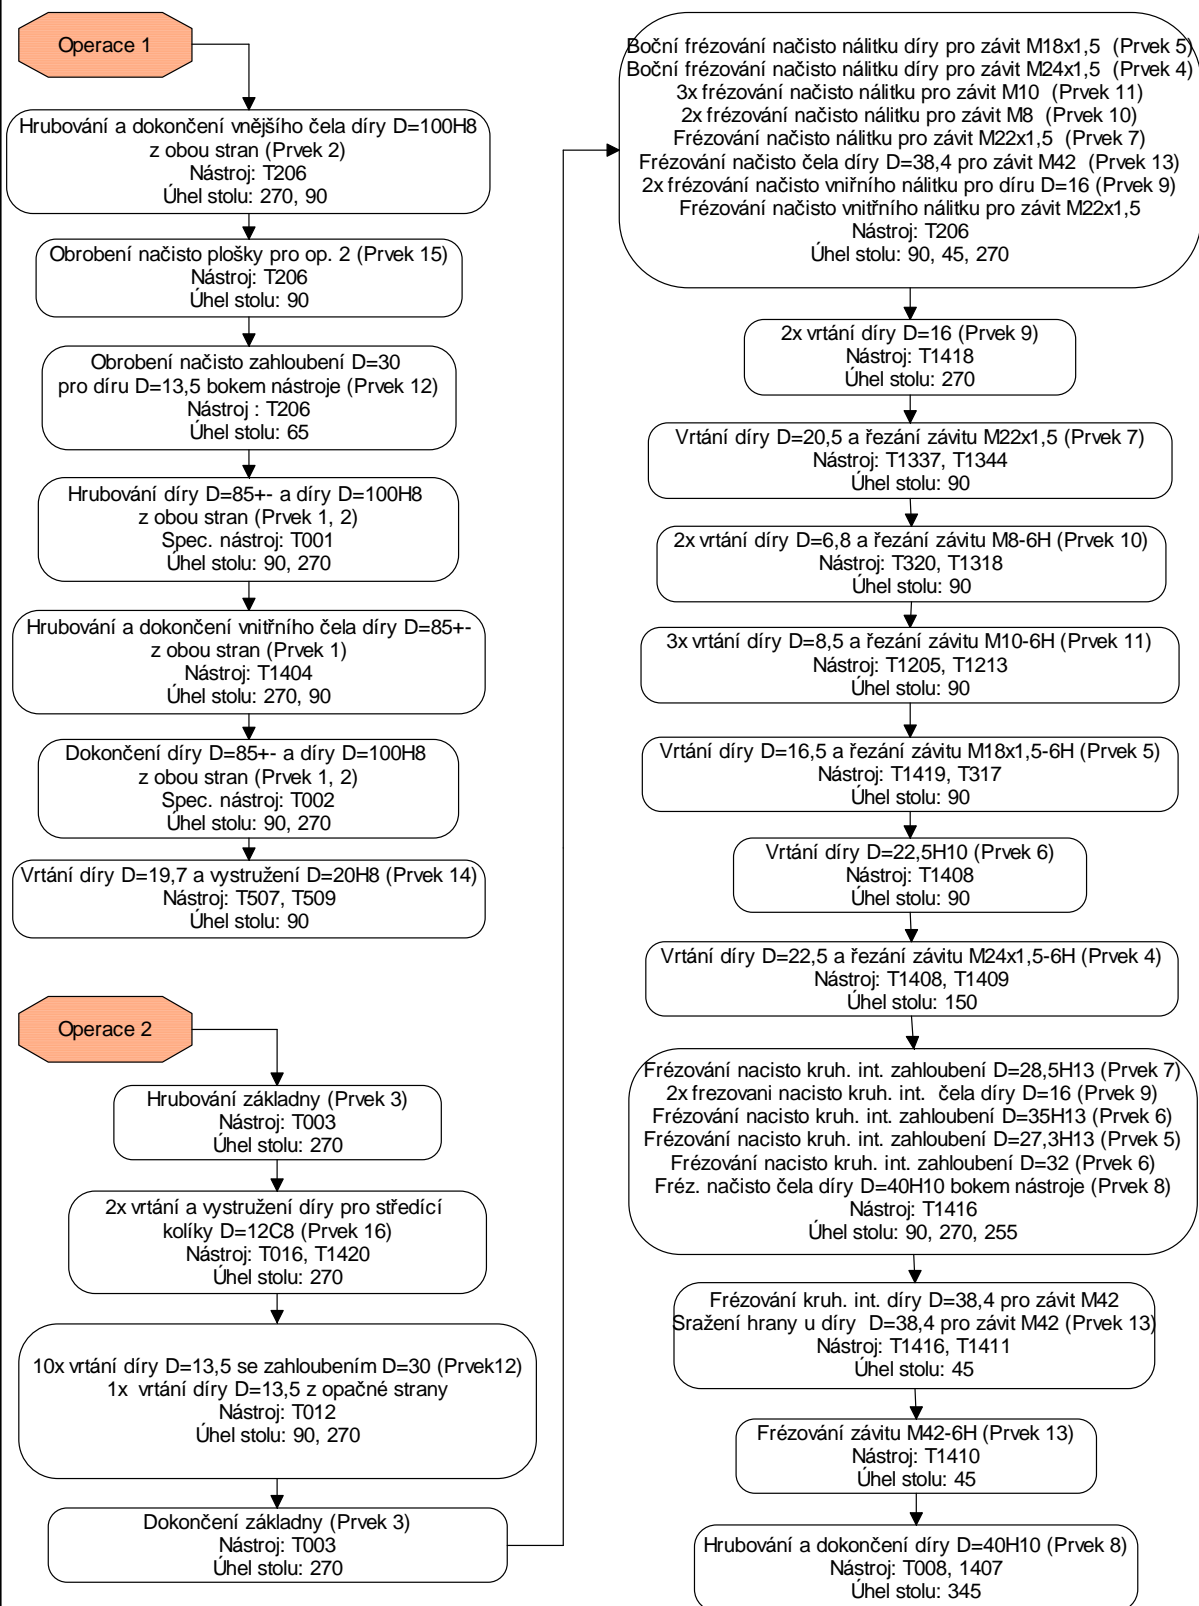 Operace 1
Hrubování a dokončení vnějšího čela díry D=100H8
z obou stran (Prvek 2)
Nástroj: T206
Úhel stolu: 270, 90
Obrobení načisto plošky pro op. 2 (Prvek 15)
Nástroj: T206
Úhel stolu: 90
Obrobení načisto zahloubení D=30
pro díru D=13,5 bokem nástroje (Prvek 12)
Nástroj : T206
Úhel stolu: 65
Hrubování díry D=85+- a díry D=100H8
z obou stran (Prvek 1, 2)
Spec. nástroj: T001
Úhel stolu: 90, 270
Hrubování a dokončení vnitřního čela díry D=85+-
z obou stran (Prvek 1)
Nástroj: T1404
Úhel stolu: 270, 90
Dokončení díry D=85+- a díry D=100H8
z obou stran (Prvek 1, 2)
Spec. nástroj: T002
Úhel stolu: 90, 270
Vrtání díry D=19,7 a vystružení D=20H8 (Prvek 14)
Nástroj: T507, T509
Úhel stolu: 90
Operace 2
Hrubování základny (Prvek 3)
Nástroj: T003
Úhel stolu: 270
2x vrtání a vystružení díry pro středící
kolíky D=12C8 (Prvek 16)
Nástroj: T016, T1420
Úhel stolu: 270
10x vrtání díry D=13,5 se zahloubením D=30 (Prvek12)
1x vrtání díry D=13,5 z opačné strany
Nástroj: T012
Úhel stolu: 90, 270
Dokončení základny (Prvek 3)
Nástroj: T003
Úhel stolu: 270
Boční frézování načisto nálitku díry pro závit M18x1,5 (Prvek 5)
Boční frézování načisto nálitku díry pro závit M24x1,5 (Prvek 4)
3x frézování načisto nálitku pro závit M10 (Prvek 11)
2x frézování načisto nálitku pro závit M8 (Prvek 10)
Frézování načisto nálitku pro závit M22x1,5 (Prvek 7)
Frézování načisto čela díry D=38,4 pro závit M42 (Prvek 13)
2x frézování načisto vniřního nálitku pro díru D=16 (Prvek 9)
Frézování načisto vnitřního nálitku pro závit M22x1,5
Nástroj: T206
Úhel stolu: 90, 45, 270
2x vrtání díry D=16 (Prvek 9)
Nástroj: T1418
Úhel stolu: 270
Vrtání díry D=20,5 a řezání závitu M22x1,5 (Prvek 7)
Nástroj: T1337, T1344
Úhel stolu: 90
2x vrtání díry D=6,8 a řezání závitu M8-6H (Prvek 10)
Nástroj: T320, T1318
Úhel stolu: 90
3x vrtání díry D=8,5 a řezání závitu M10-6H (Prvek 11)
Nástroj: T1205, T1213
Úhel stolu: 90
Vrtání díry D=16,5 a řezání závitu M18x1,5-6H (Prvek 5)
Nástroj: T1419, T317
Úhel stolu: 90
Vrtání díry D=22,5H10 (Prvek 6)
Nástroj: T1408
Úhel stolu: 90
Vrtání díry D=22,5 a řezání závitu M24x1,5-6H (Prvek 4)
Nástroj: T1408, T1409
Úhel stolu: 150
Frézování nacisto kruh. int. zahloubení D=28,5H13 (Prvek 7)
2x frezovani nacisto kruh. int. čela díry D=16 (Prvek 9)
Frézování nacisto kruh. int. zahloubení D=35H13 (Prvek 6)
Frézování nacisto kruh. int. zahloubení D=27,3H13 (Prvek 5)
Frézování nacisto kruh. int. zahloubení D=32 (Prvek 6)
Fréz. načisto čela díry D=40H10 bokem nástroje (Prvek 8)
Nástroj: T1416
Úhel stolu: 90, 270, 255
Frézování kruh. int. díry D=38,4 pro závit M42
Sražení hrany u díry D=38,4 pro závit M42 (Prvek 13)
Nástroj: T1416, T1411
Úhel stolu: 45
Frézování závitu M42-6H (Prvek 13)
Nástroj: T1410
Úhel stolu: 45
Hrubování a dokončení díry D=40H10 (Prvek 8)
Nástroj: T008, 1407
Úhel stolu: 345